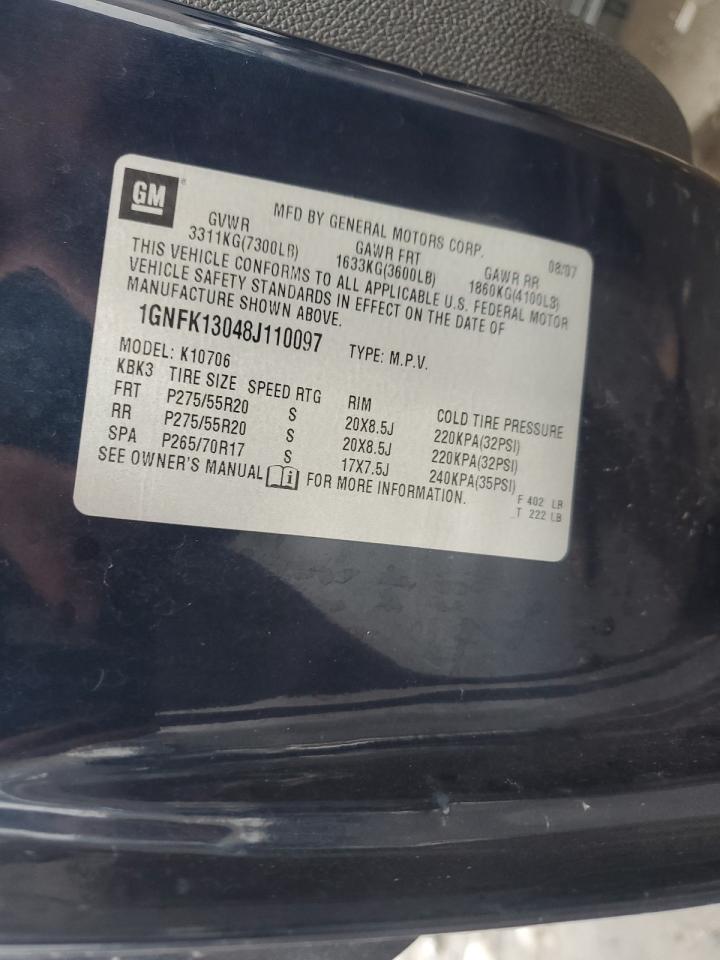 GM
MFD BY GENERAL MOTORS CORP. 08/07
GVWR GAWR FRT GAWR RR
3311KG(7300LB) 1633KG(3600LB) 1860KG(4100LB)
THIS VEHICLE CONFORMS TO ALL APPLICABLE U.S. FEDERAL MOTOR
VEHICLE SAFETY STANDARDS IN EFFECT ON THE DATE OF
MANUFACTURE SHOWN ABOVE.
1GNFK13048J110097 TYPE: M.P.V.
MODEL: K10706
KBK3 TIRE SIZE SPEED RTG RIM COLD TIRE PRESSURE
FRT P275/55R20 S 20X8.5J 220KPA(32PSI)
RR P275/55R20 S 20X8.5J 220KPA(32PSI)
SPA P265/70R17 S 17X7.5J 240KPA(35PSI)
SEE OWNER'S MANUAL i FOR MORE INFORMATION.
F 402 LB
T 222 LB